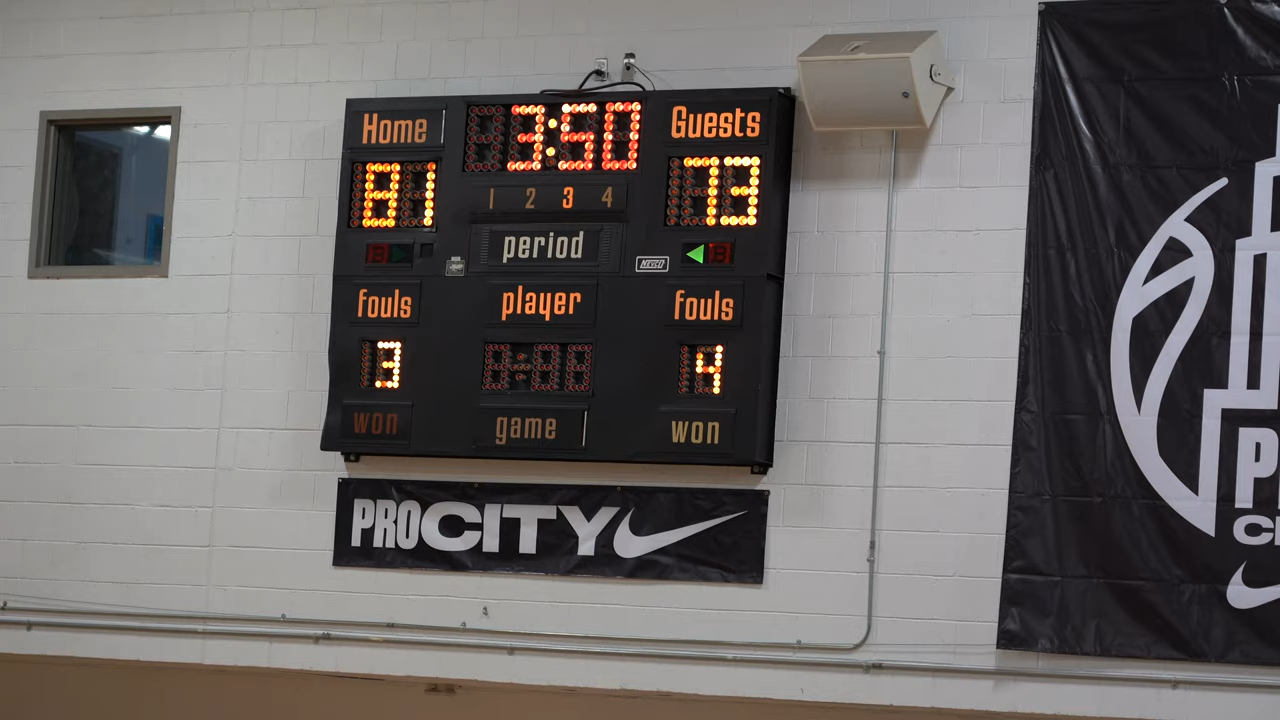 Home 3:50 Guests
81 73
1 2 3 4
period
NEVCO
fouls player fouls
3 4
won game won
PROCITY